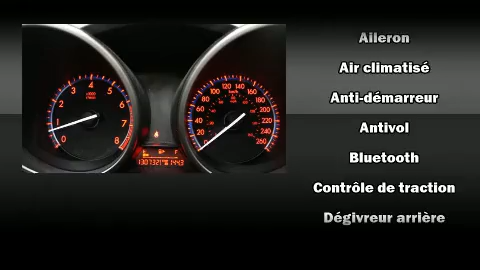 Aileron
Air climatisé
Anti-démarreur
Antivol
Bluetooth
Contrôle de traction
Dégivreur arrière